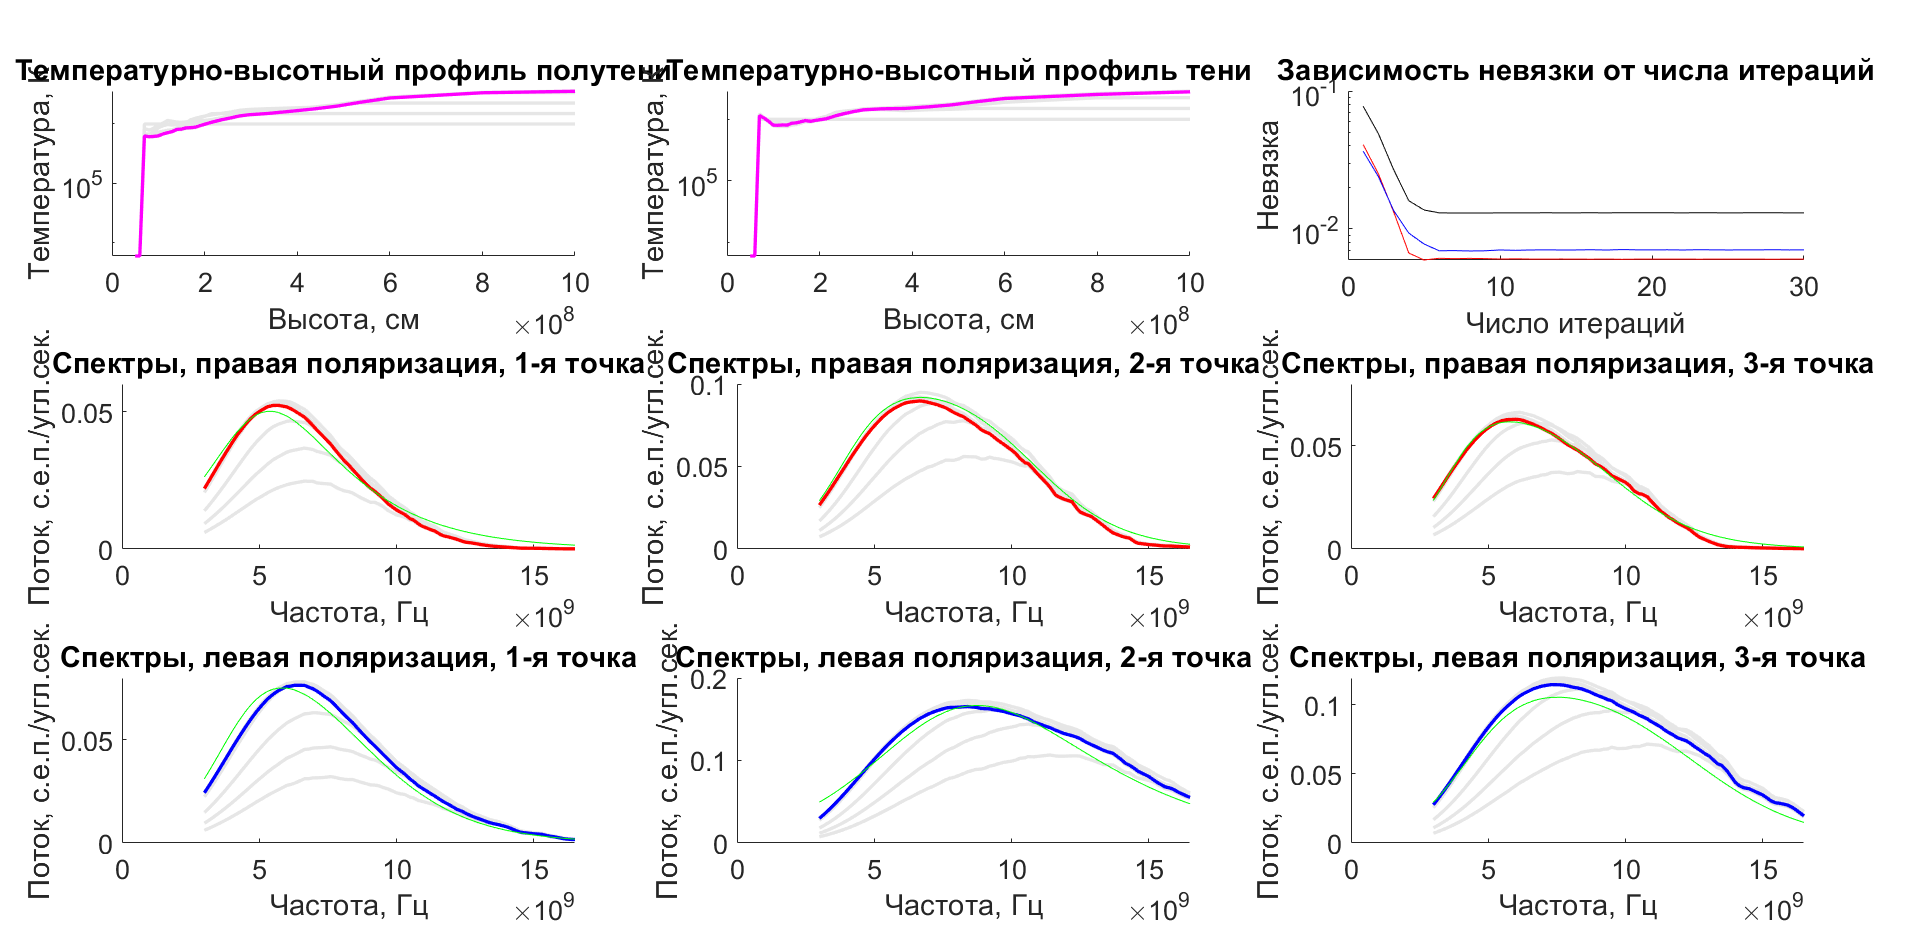 Температурно-высотный профиль полутени
Температура, К
10^5
0 2 4 6 8 10
×10^8
Высота, см
Температурно-высотный профиль тени
Температура, К
10^5
0 2 4 6 8 10
×10^8
Высота, см
Зависимость невязки от числа итераций
Невязка
10^-1
10^-2
0 10 20 30
Число итераций
Спектры, правая поляризация, 1-я точка
Поток, с.е.п./угл.сек.
0.05
0
0 5 10 15
×10^9
Частота, Гц
Спектры, правая поляризация, 2-я точка
Поток, с.е.п./угл.сек.
0.1
0.05
0
0 5 10 15
×10^9
Частота, Гц
Спектры, правая поляризация, 3-я точка
Поток, с.е.п./угл.сек.
0.05
0
0 5 10 15
×10^9
Частота, Гц
Спектры, левая поляризация, 1-я точка
Поток, с.е.п./угл.сек.
0.05
0
0 5 10 15
×10^9
Частота, Гц
Спектры, левая поляризация, 2-я точка
Поток, с.е.п./угл.сек.
0.2
0.1
0
0 5 10 15
×10^9
Частота, Гц
Спектры, левая поляризация, 3-я точка
Поток, с.е.п./угл.сек.
0.1
0.05
0
0 5 10 15
×10^9
Частота, Гц